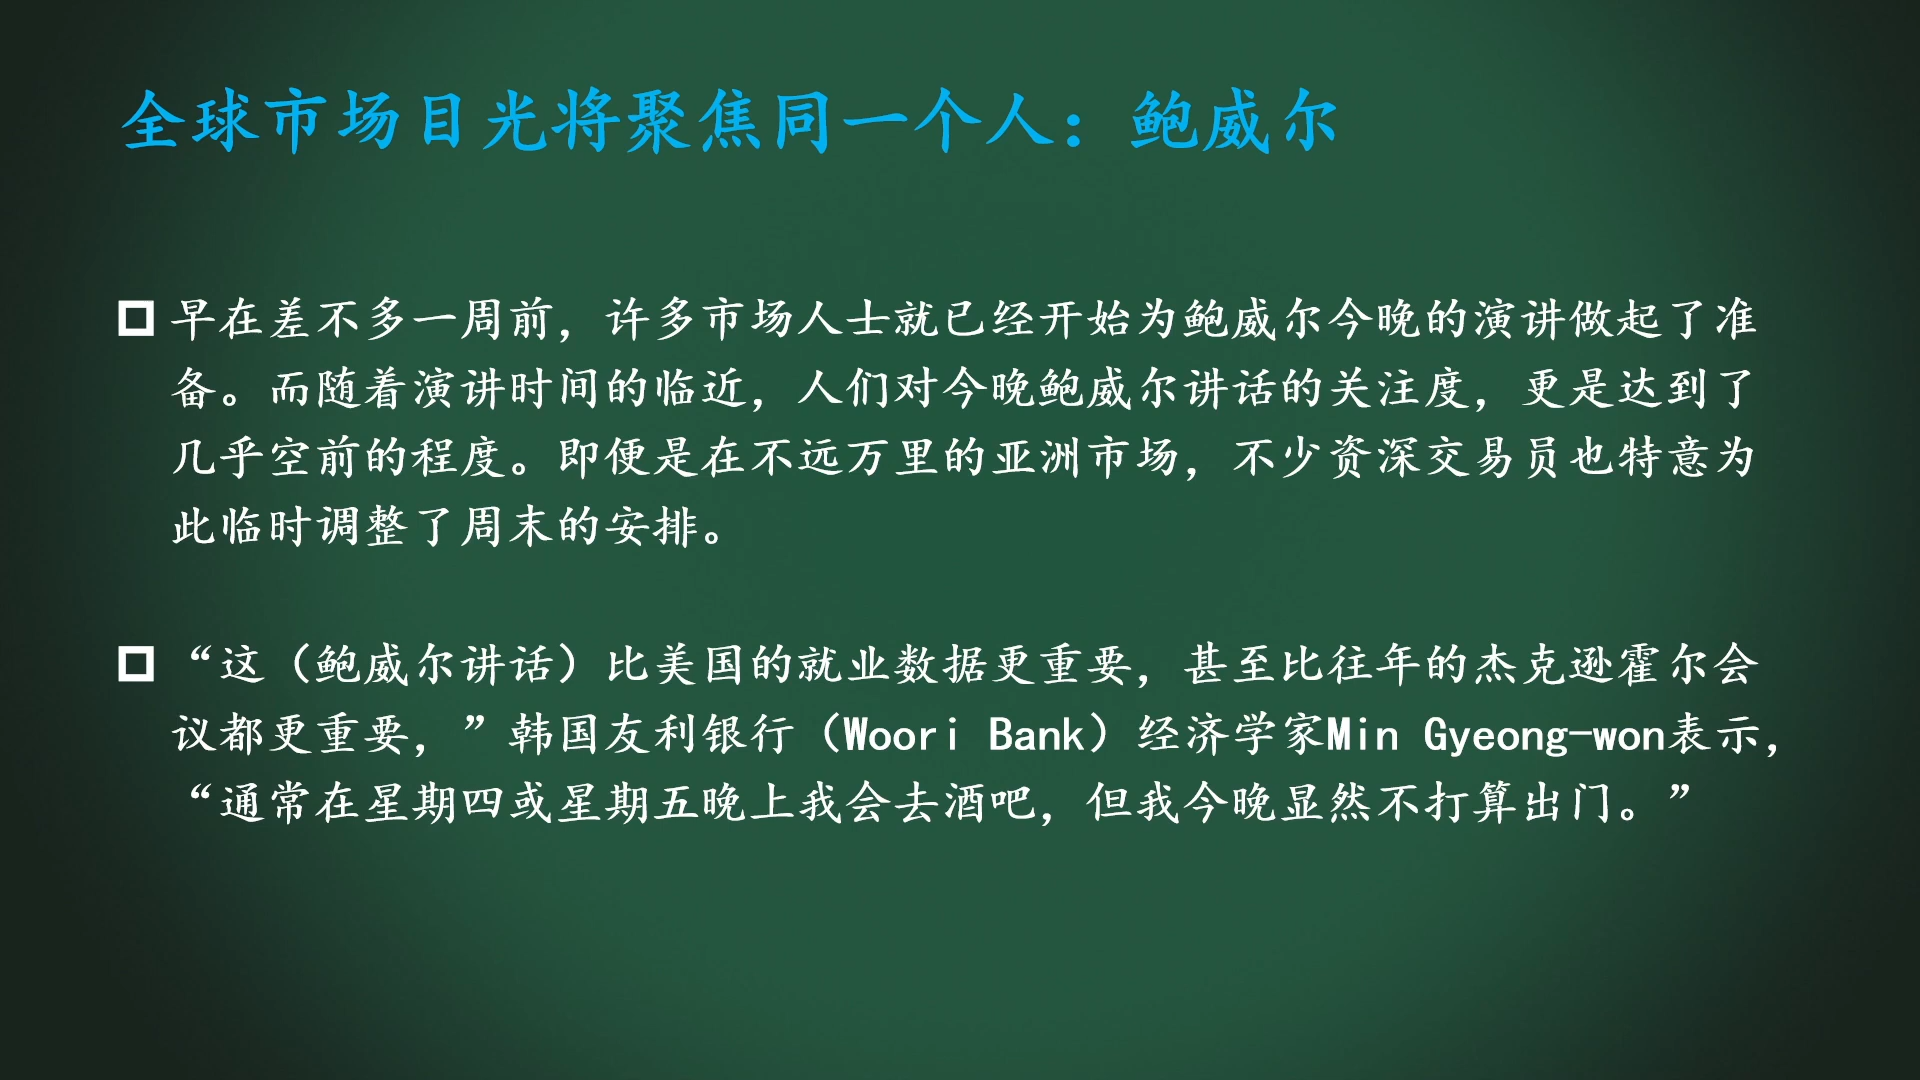 全球市场目光将聚焦同一个人：鲍威尔
早在差不多一周前，许多市场人士就已经开始为鲍威尔今晚的演讲做起了准
备。而随着演讲时间的临近，人们对今晚鲍威尔讲话的关注度，更是达到了
几乎空前的程度。即便是在不远万里的亚洲市场，不少资深交易员也特意为
此临时调整了周末的安排。
“这（鲍威尔讲话）比美国的就业数据更重要，甚至比往年的杰克逊霍尔会
议都更重要，”韩国友利银行（Woori Bank）经济学家Min Gyeong-won表示，
“通常在星期四或星期五晚上我会去酒吧，但我今晚显然不打算出门。”